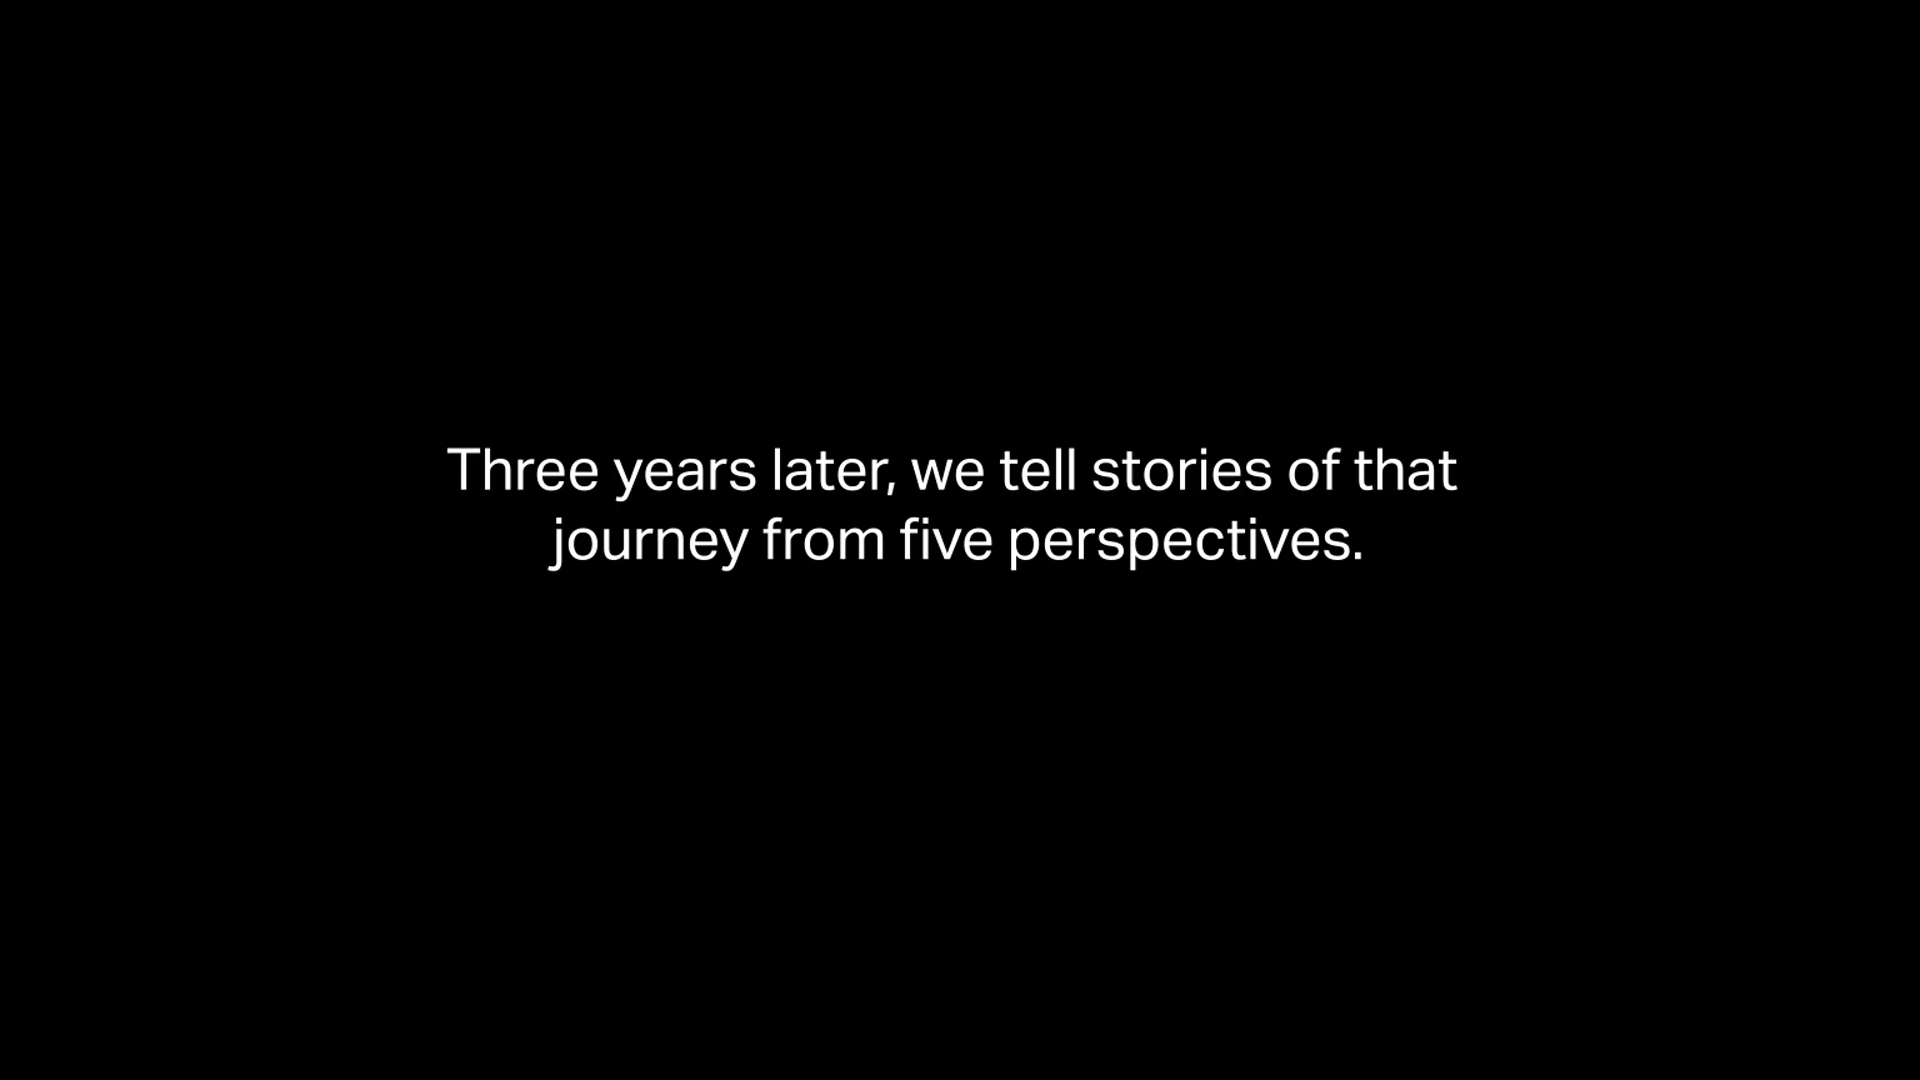 Three years later, we tell stories of that
journey from five perspectives.